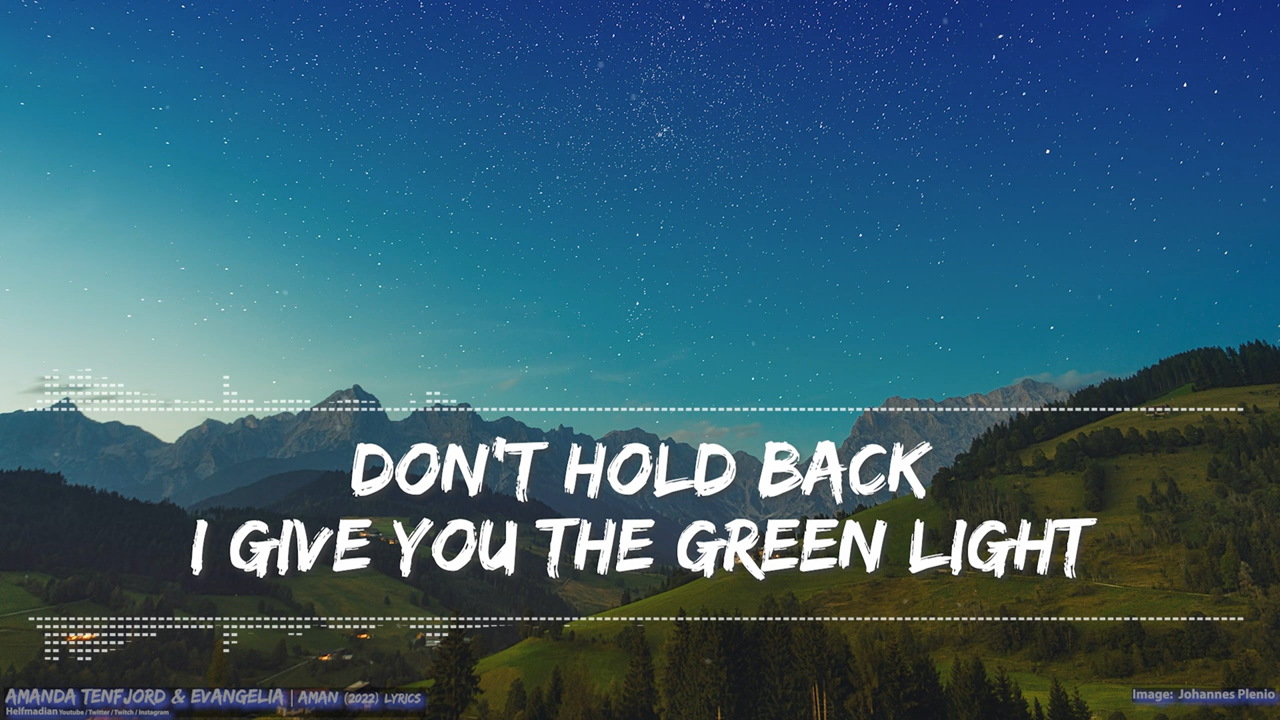 DON'T HOLD BACK
I GIVE YOU THE GREEN LIGHT
AMANDA TENFJORD & EVANGELIA | AMAN (2022) LYRICS
Helfmadian Youtube / Twitter / Twitch / Instagram
Image: Johannes Plenio